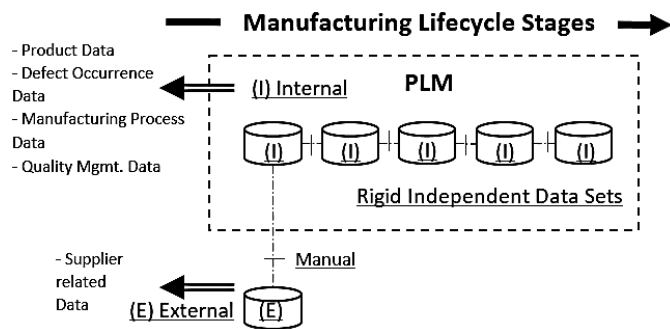 Manufacturing Lifecycle Stages
- Product Data
- Defect Occurrence
Data
- Manufacturing Process
Data
- Quality Mgmt. Data
(I) Internal
PLM
(I) (I) (I) (I) (I)
Rigid Independent Data Sets
- Supplier
related
Data
Manual
(E) External
(E)